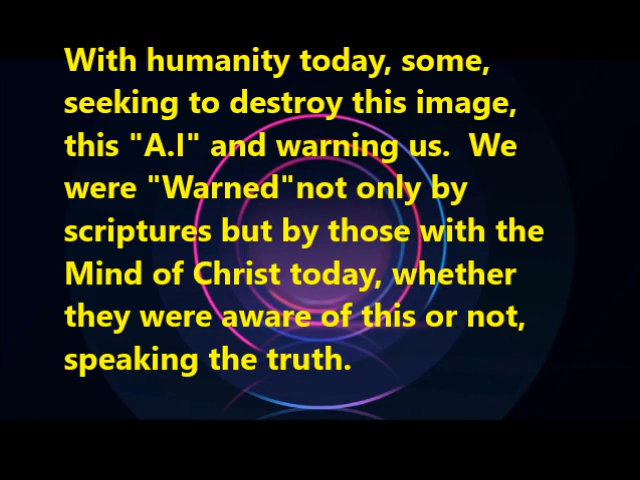 With humanity today, some,
seeking to destroy this image,
this "A.I" and warning us.  We
were "Warned"not only by
scriptures but by those with the
Mind of Christ today, whether
they were aware of this or not,
speaking the truth.